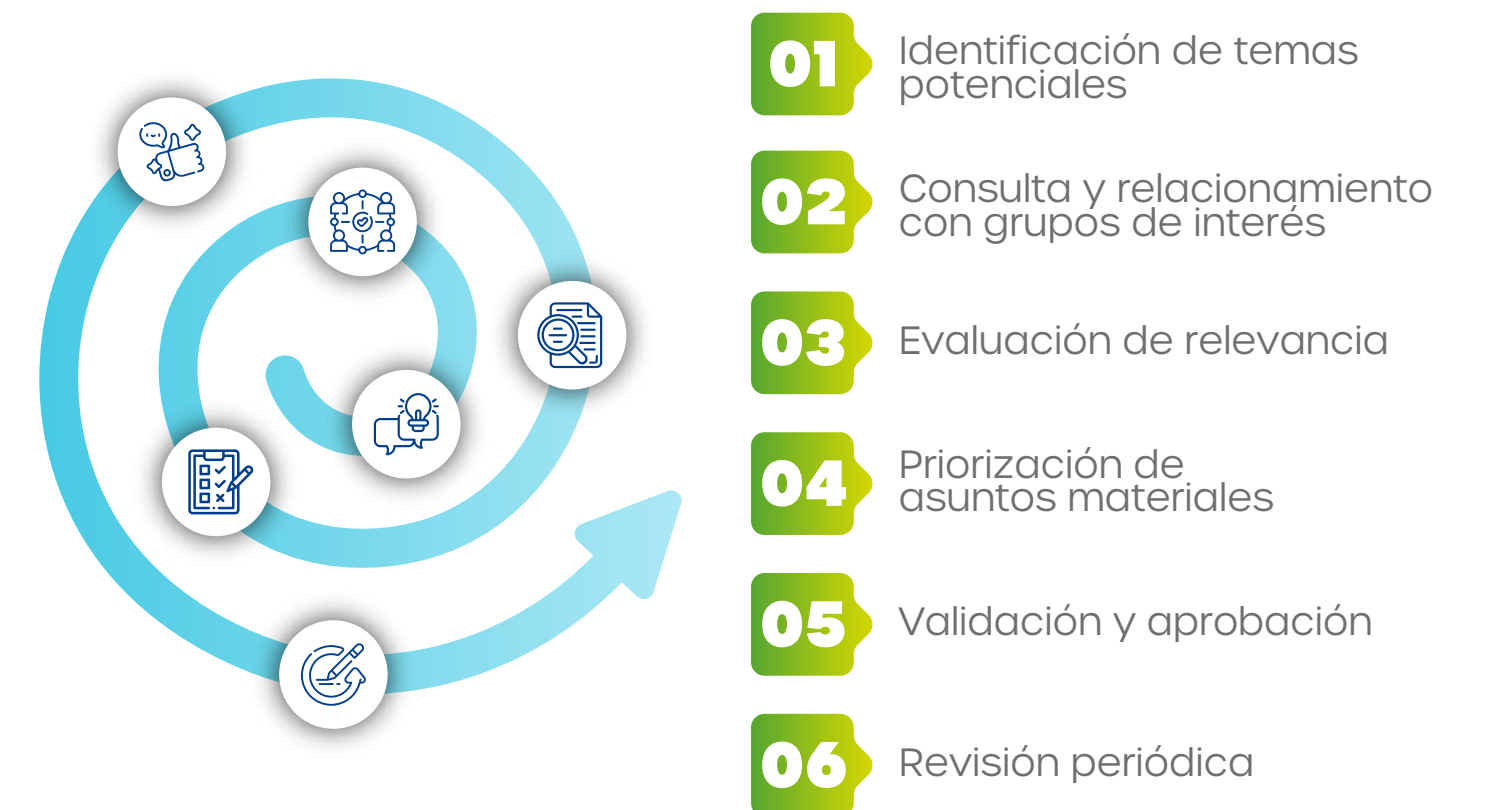 01
Identificación de temas
potenciales
02
Consulta y relacionamiento
con grupos de interés
03
Evaluación de relevancia
04
Priorización de
asuntos materiales
05
Validación y aprobación
06
Revisión periódica